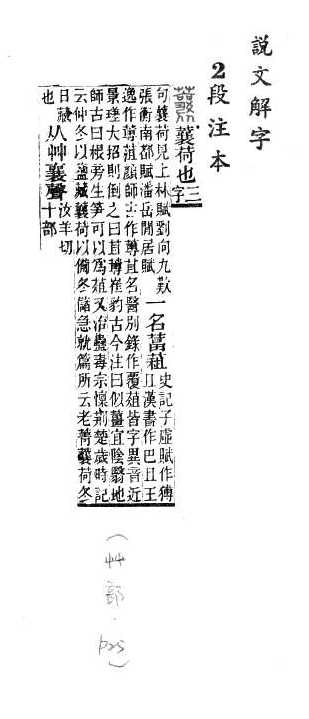 說文解字
2段注本
蘘 蘘荷也三字
句蘘荷見上林賦劉向九歎
張衡南都賦潘岳閒居賦
一名葍蒩
史記子虛賦作猼
且漢書作巴且王
逸作蓴菹顏師古作蓴苴名醫別錄作覆葅皆字異音近
景瑳大招則倒之曰苴蓴崔豹古今注曰似薑宜陰翳地
師古曰根旁生笋可以爲葅又治蠱毒宗懍荆楚歲時記
云仲冬以鹽藏蘘荷以備冬儲急就篇所云老菁蘘荷冬
日藏
也
从艸襄聲
汝羊切
十部
(艸部.p25)